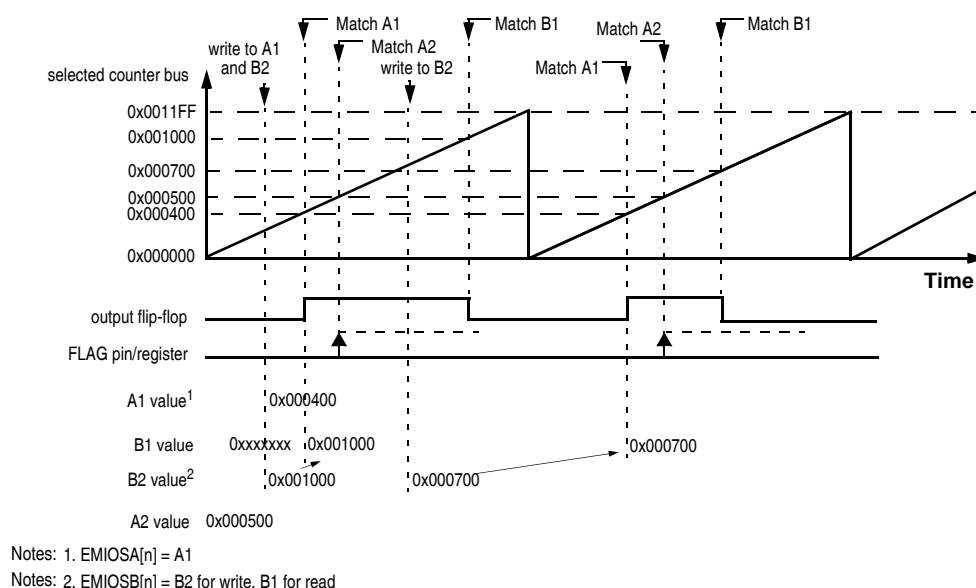 Match A1
Match B1
Match B1
write to A1
and B2
Match A2
write to B2
Match A2
Match A1
selected counter bus
0x0011FF
0x001000
0x000700
0x000500
0x000400
0x000000
Time
output flip-flop
FLAG pin/register
A1 value1 0x000400
B1 value 0xxxxxxx 0x001000 0x000700
B2 value2 0x001000 0x000700
A2 value 0x000500
Notes: 1. EMIOSA[n] = A1
Notes: 2. EMIOSB[n] = B2 for write, B1 for read